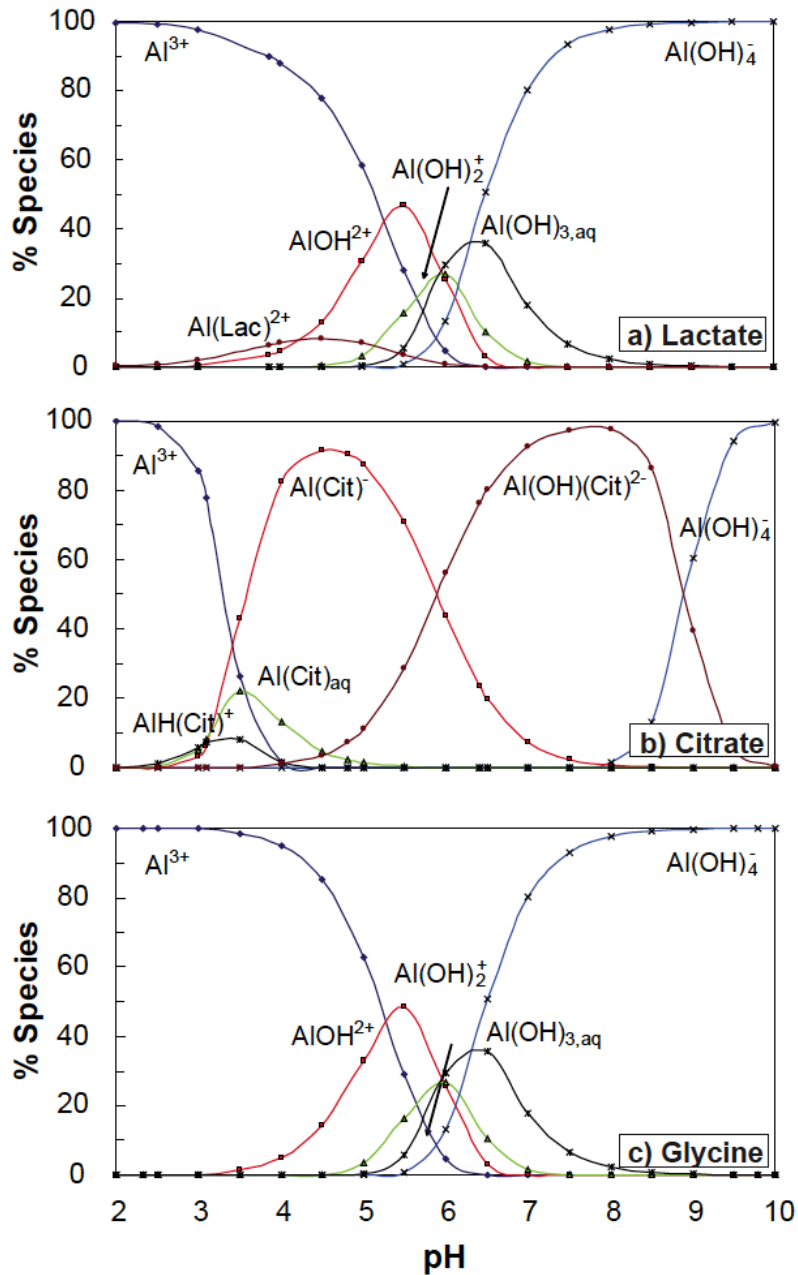 100
Al³⁺
Al(OH)₄⁻
80
60
Al(OH)₂⁺
% Species
AlOH²⁺
Al(OH)₃,aq
40
20
Al(Lac)²⁺
a) Lactate
0
100
Al³⁺
80
Al(Cit)⁻
Al(OH)(Cit)²⁻
Al(OH)₄⁻
60
% Species
40
Al(Cit)aq
20
AlH(Cit)⁺
b) Citrate
0
100
Al³⁺
Al(OH)₄⁻
80
60
Al(OH)₂⁺
% Species
AlOH²⁺
Al(OH)₃,aq
40
20
c) Glycine
0
2 3 4 5 6 7 8 9 10
pH